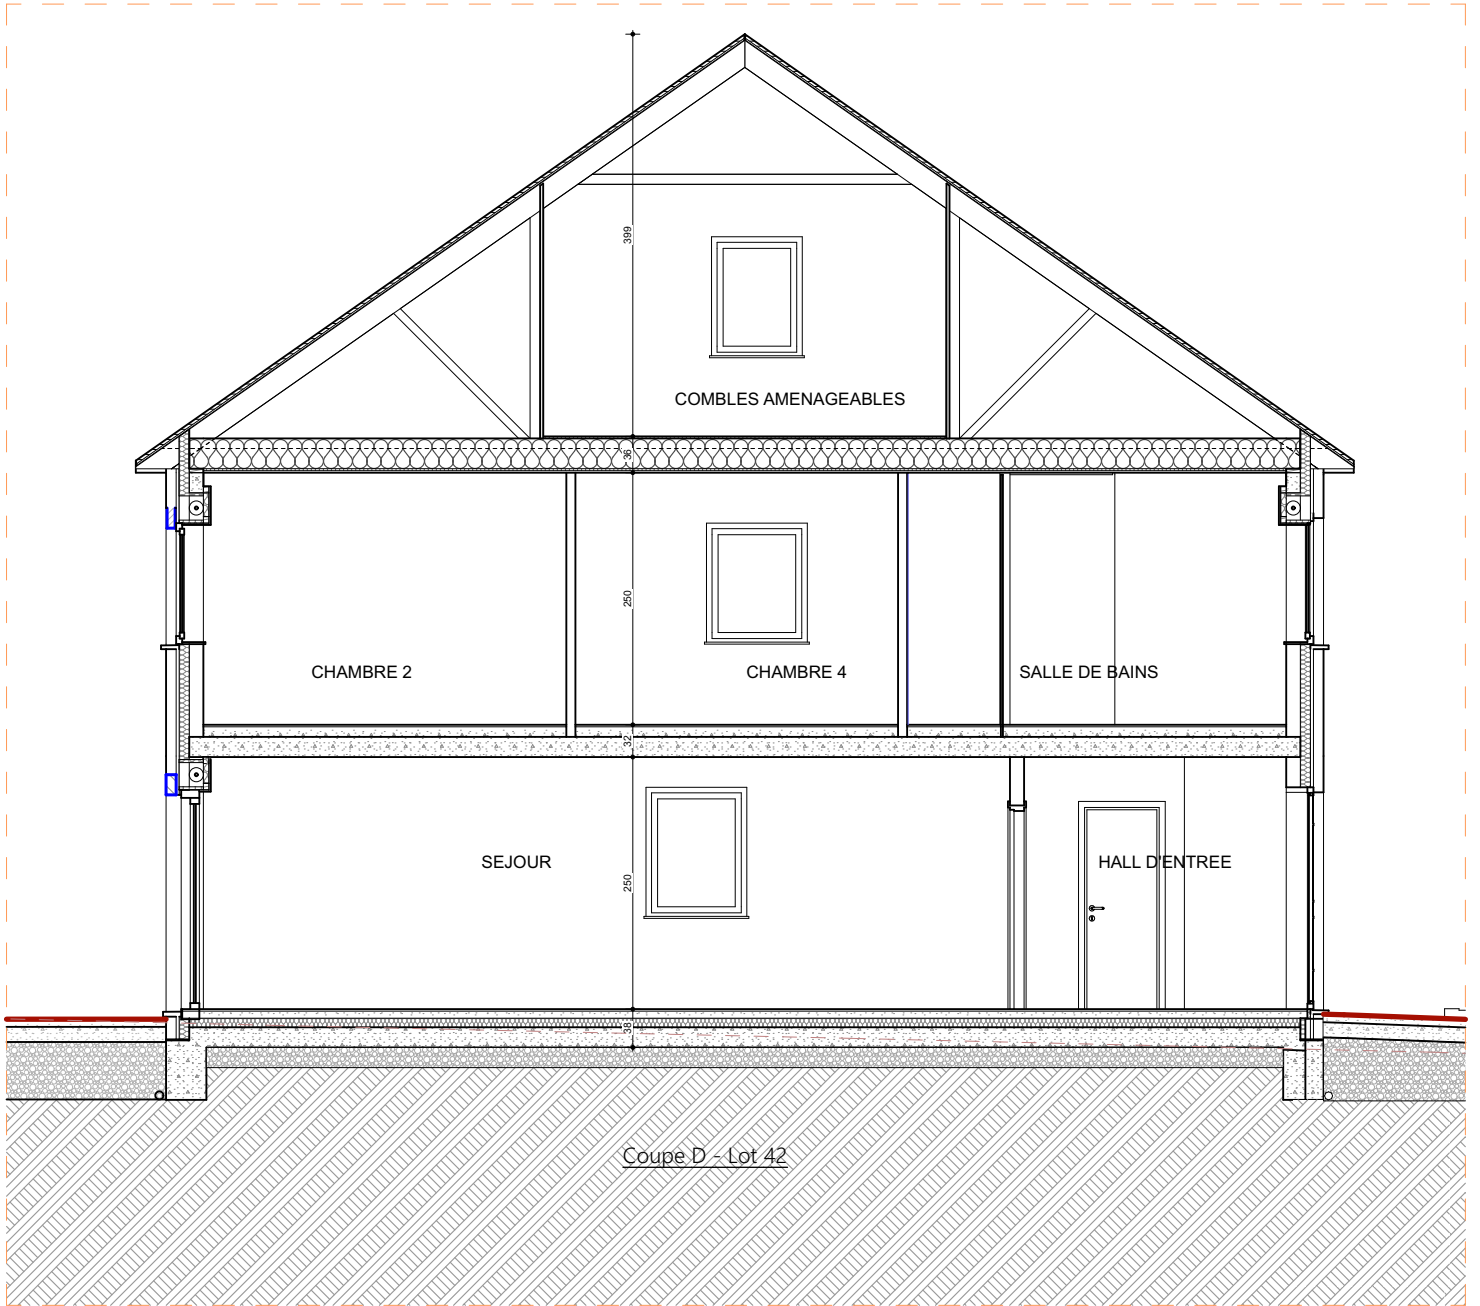 399
COMBLES AMENAGEABLES
36
250
CHAMBRE 2
CHAMBRE 4
SALLE DE BAINS
32
SEJOUR
250
HALL D'ENTREE
38
Coupe D - Lot 42